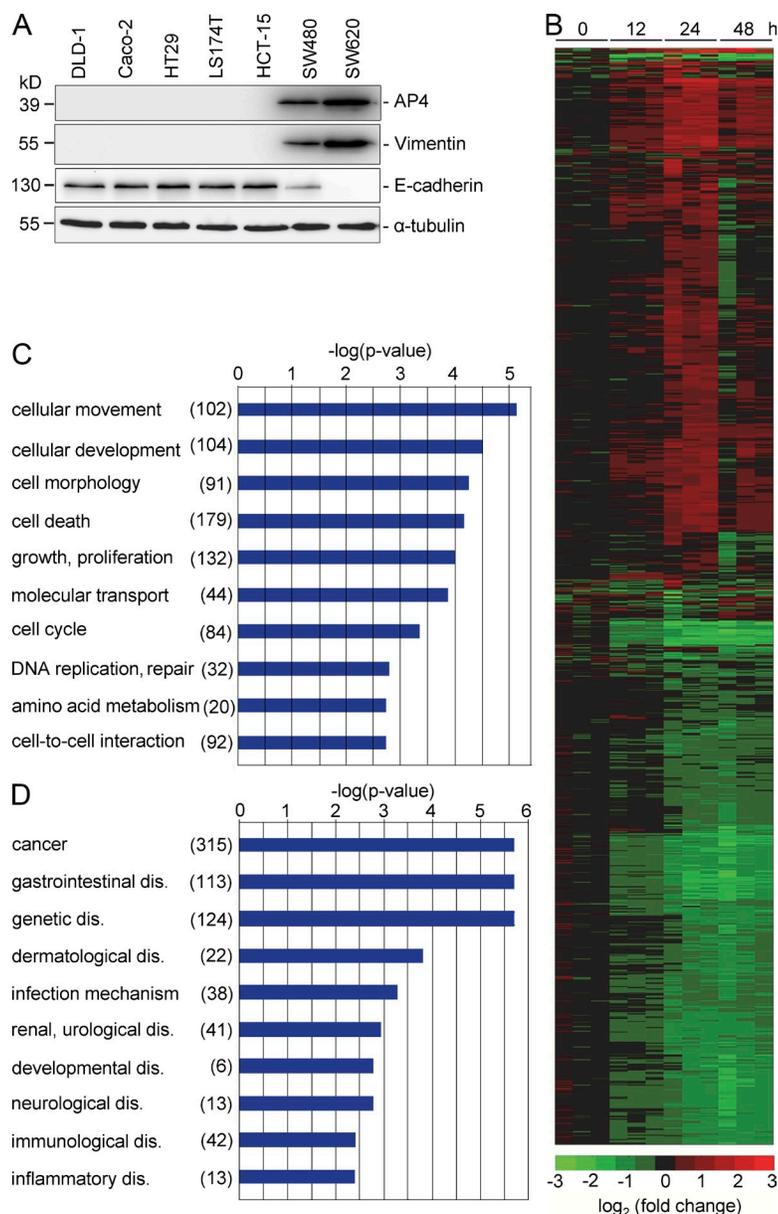 A
DLD-1
Caco-2
HT29
LS174T
HCT-15
SW480
SW620
kD
39
- AP4
55
- Vimentin
130
- E-cadherin
55
- α-tubulin
B
0 12 24 48 h
-3 -2 -1 0 1 2 3
log₂ (fold change)
C
-log(p-value)
0 1 2 3 4 5
cellular movement (102)
cellular development (104)
cell morphology (91)
cell death (179)
growth, proliferation (132)
molecular transport (44)
cell cycle (84)
DNA replication, repair (32)
amino acid metabolism (20)
cell-to-cell interaction (92)
D
-log(p-value)
0 1 2 3 4 5 6
cancer (315)
gastrointestinal dis. (113)
genetic dis. (124)
dermatological dis. (22)
infection mechanism (38)
renal, urological dis. (41)
developmental dis. (6)
neurological dis. (13)
immunological dis. (42)
inflammatory dis. (13)